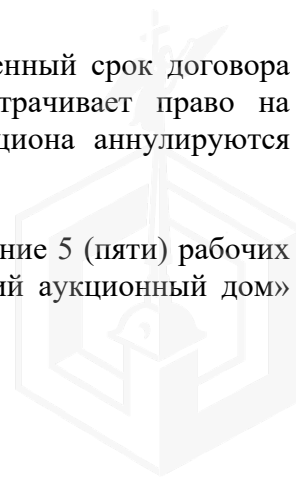 енный срок договора
трачивает право на
циона аннулируются
ние 5 (пяти) рабочих
ий аукционный дом»